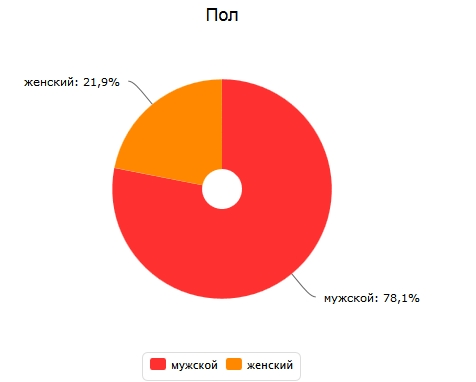 Пол
женский: 21,9%
мужской: 78,1%
мужской женский